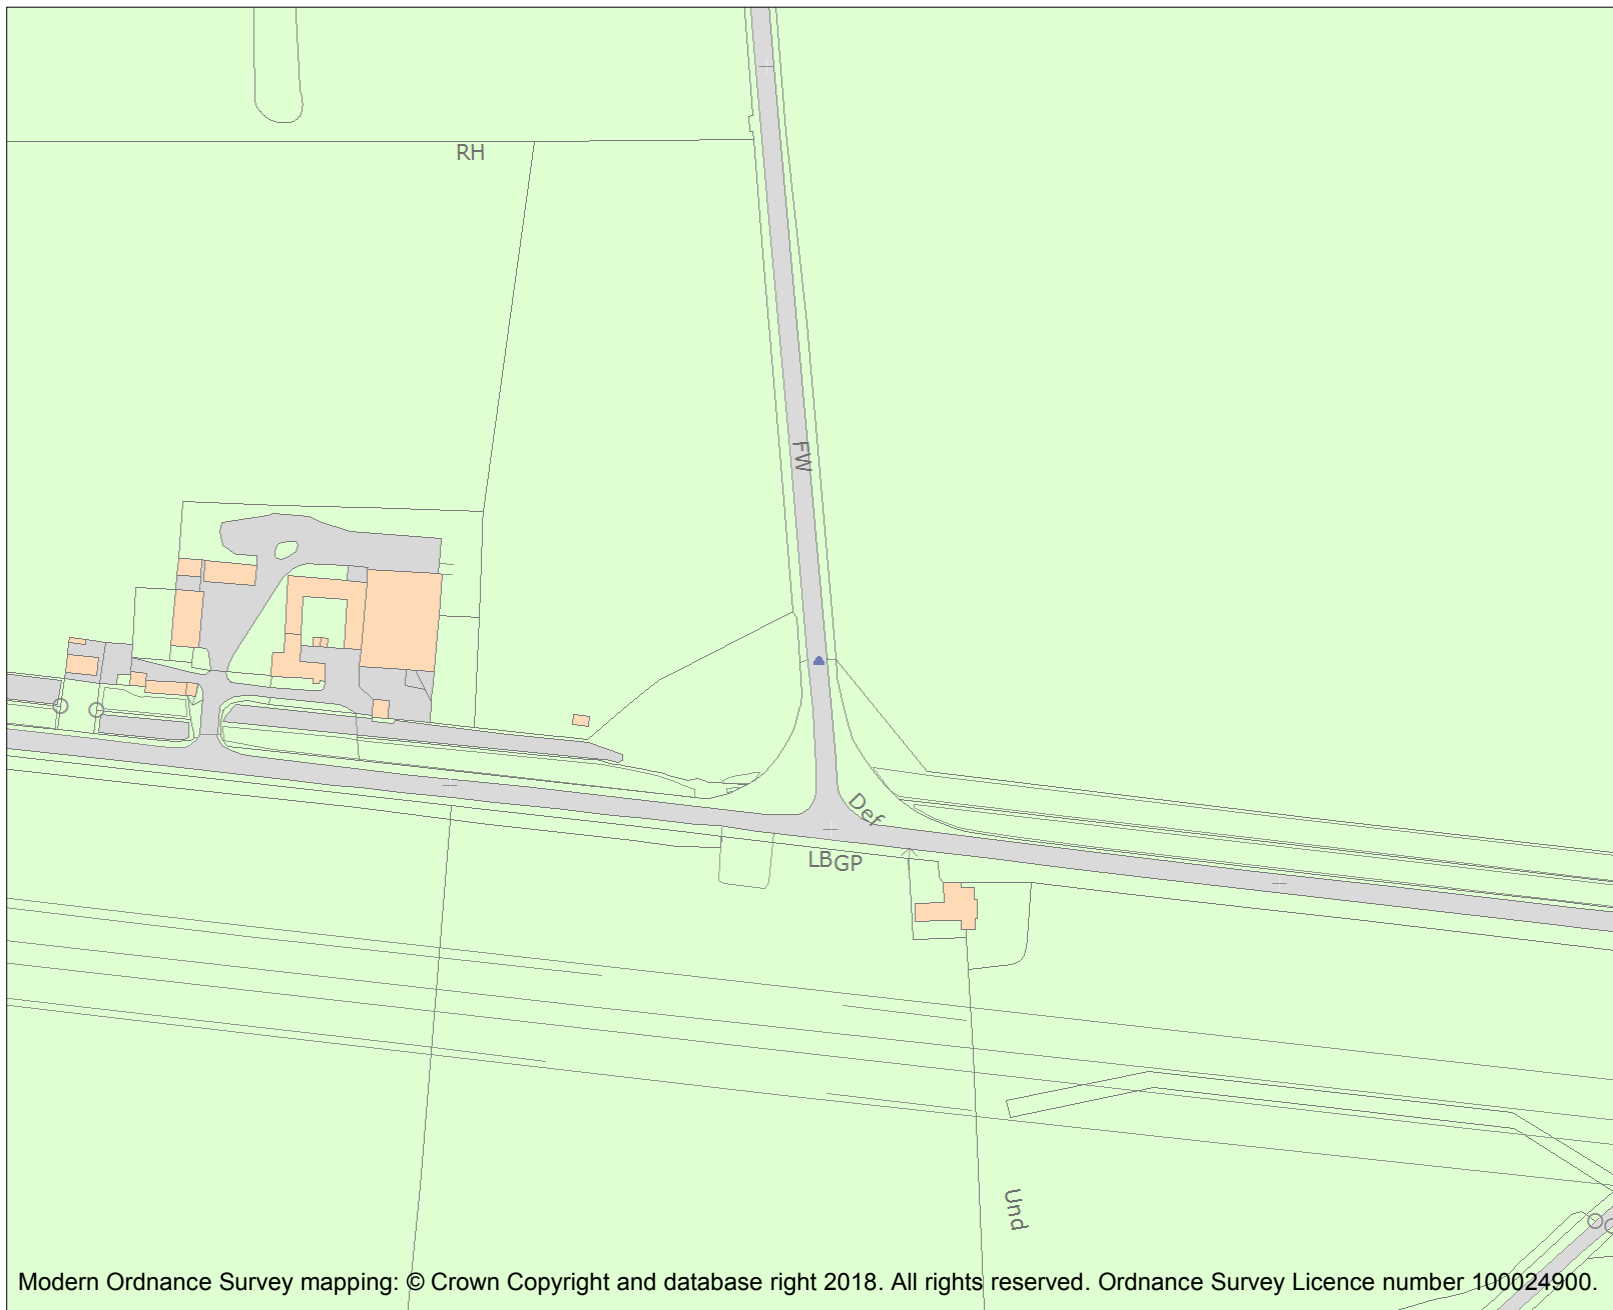 RH
FW
Def
LB
GP
Und
Modern Ordnance Survey mapping: © Crown Copyright and database right 2018. All rights reserved. Ordnance Survey Licence number 100024900.